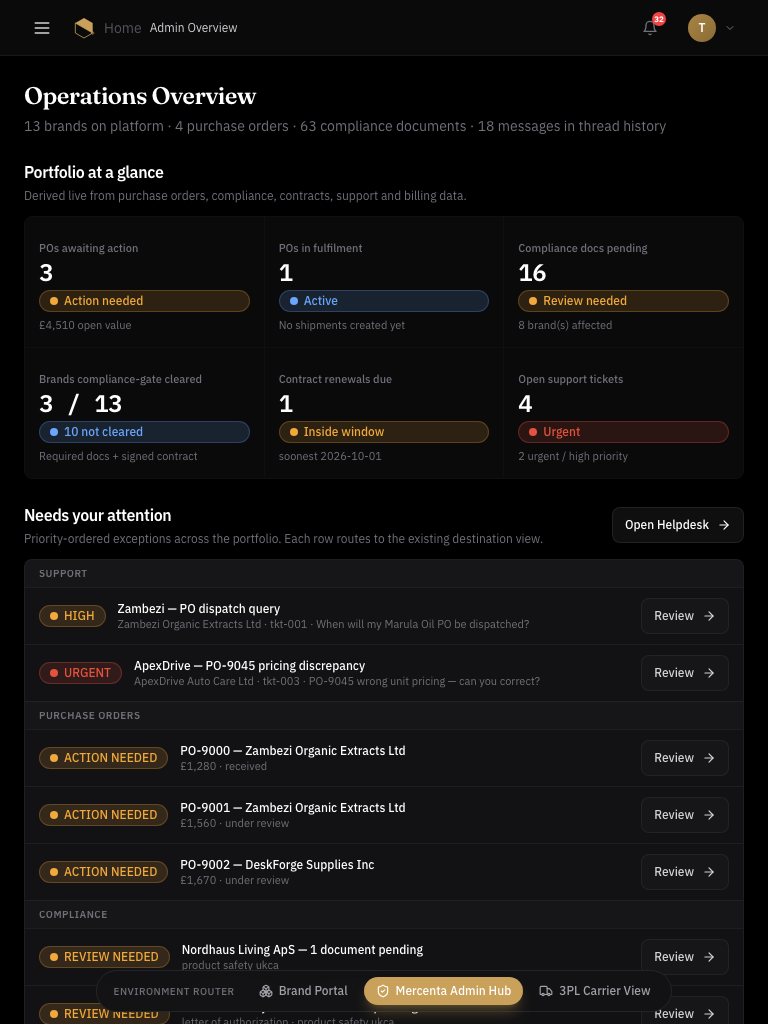 Home Admin Overview
32
T
Operations Overview
13 brands on platform · 4 purchase orders · 63 compliance documents · 18 messages in thread history
Portfolio at a glance
Derived live from purchase orders, compliance, contracts, support and billing data.
POs awaiting action
3
Action needed
£4,510 open value
POs in fulfilment
1
Active
No shipments created yet
Compliance docs pending
16
Review needed
8 brand(s) affected
Brands compliance-gate cleared
3 / 13
10 not cleared
Required docs + signed contract
Contract renewals due
1
Inside window
soonest 2026-10-01
Open support tickets
4
Urgent
2 urgent / high priority
Needs your attention
Priority-ordered exceptions across the portfolio. Each row routes to the existing destination view.
Open Helpdesk
SUPPORT
HIGH
Zambezi — PO dispatch query
Zambezi Organic Extracts Ltd · tkt-001 · When will my Marula Oil PO be dispatched?
Review
URGENT
ApexDrive — PO-9045 pricing discrepancy
ApexDrive Auto Care Ltd · tkt-003 · PO-9045 wrong unit pricing — can you correct?
Review
PURCHASE ORDERS
ACTION NEEDED
PO-9000 — Zambezi Organic Extracts Ltd
£1,280 · received
Review
ACTION NEEDED
PO-9001 — Zambezi Organic Extracts Ltd
£1,560 · under review
Review
ACTION NEEDED
PO-9002 — DeskForge Supplies Inc
£1,670 · under review
Review
COMPLIANCE
REVIEW NEEDED
Nordhaus Living ApS — 1 document pending
product safety ukca
Review
REVIEW NEEDED
letter of authorization · product safety ukca
Review
ENVIRONMENT ROUTER
Brand Portal
Mercenta Admin Hub
3PL Carrier View